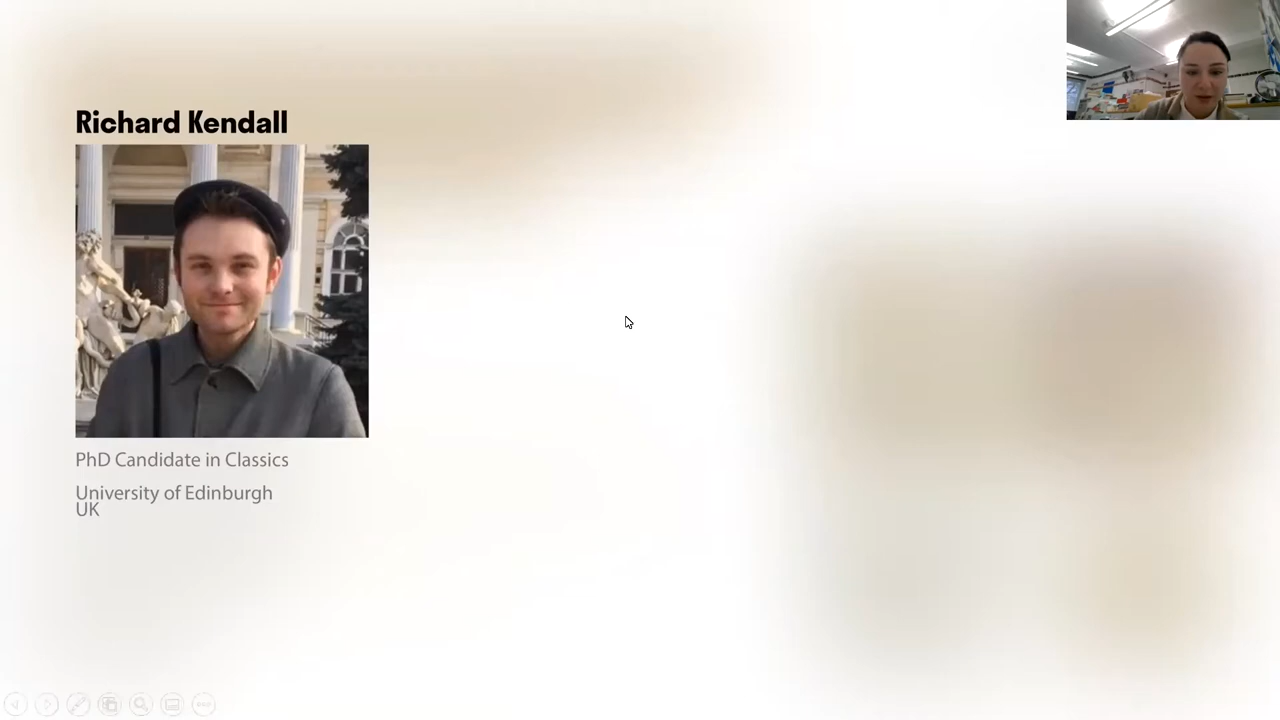 Richard Kendall
PhD Candidate in Classics
University of Edinburgh
UK